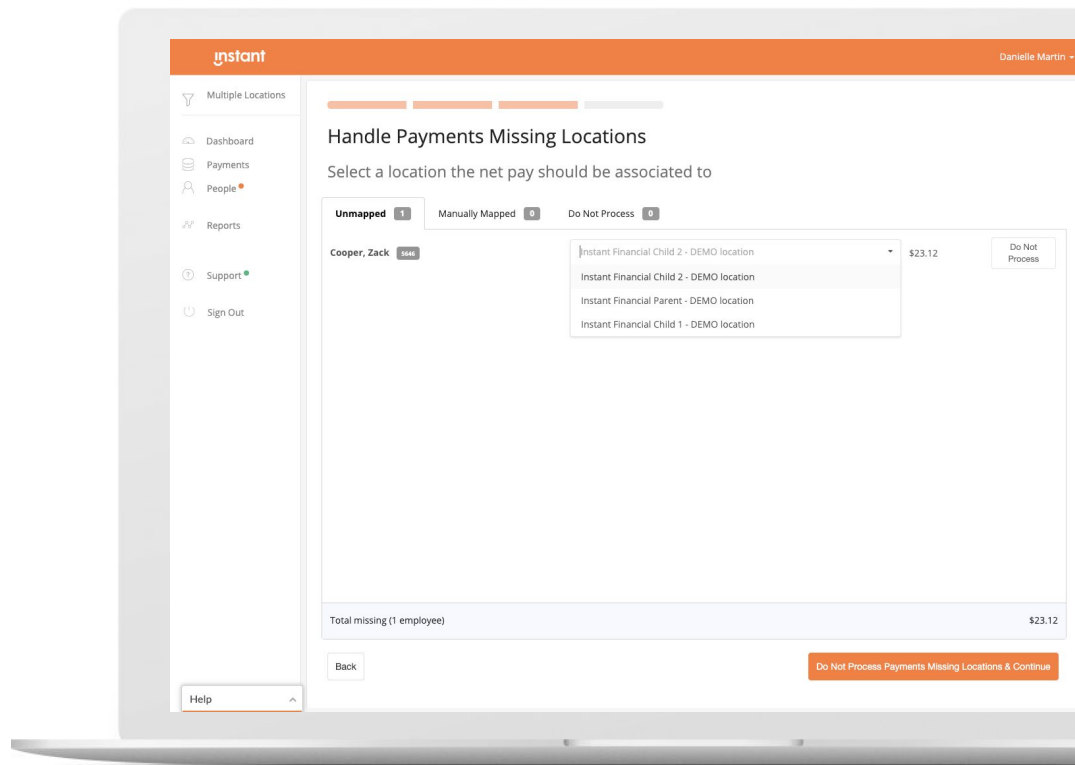 instant
Danielle Martin
Multiple Locations
Dashboard
Payments
People
Reports
Support
Sign Out
Help
Handle Payments Missing Locations
Select a location the net pay should be associated to
Unmapped 1 Manually Mapped 0 Do Not Process 0
Cooper, Zack 5646 Instant Financial Child 2 - DEMO location $23.12 Do Not
Process
Instant Financial Child 2 - DEMO location
Instant Financial Parent - DEMO location
Instant Financial Child 1 - DEMO location
Total missing (1 employee) $23.12
Back Do Not Process Payments Missing Locations & Continue